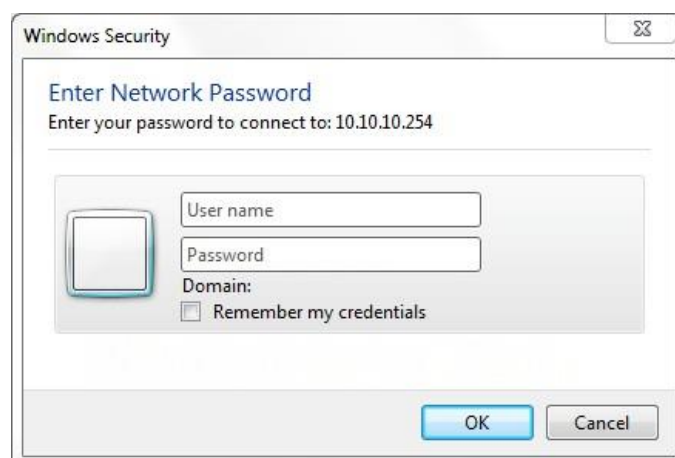 Windows Security
Enter Network Password
Enter your password to connect to: 10.10.10.254
User name
Password
Domain:
Remember my credentials
OK Cancel